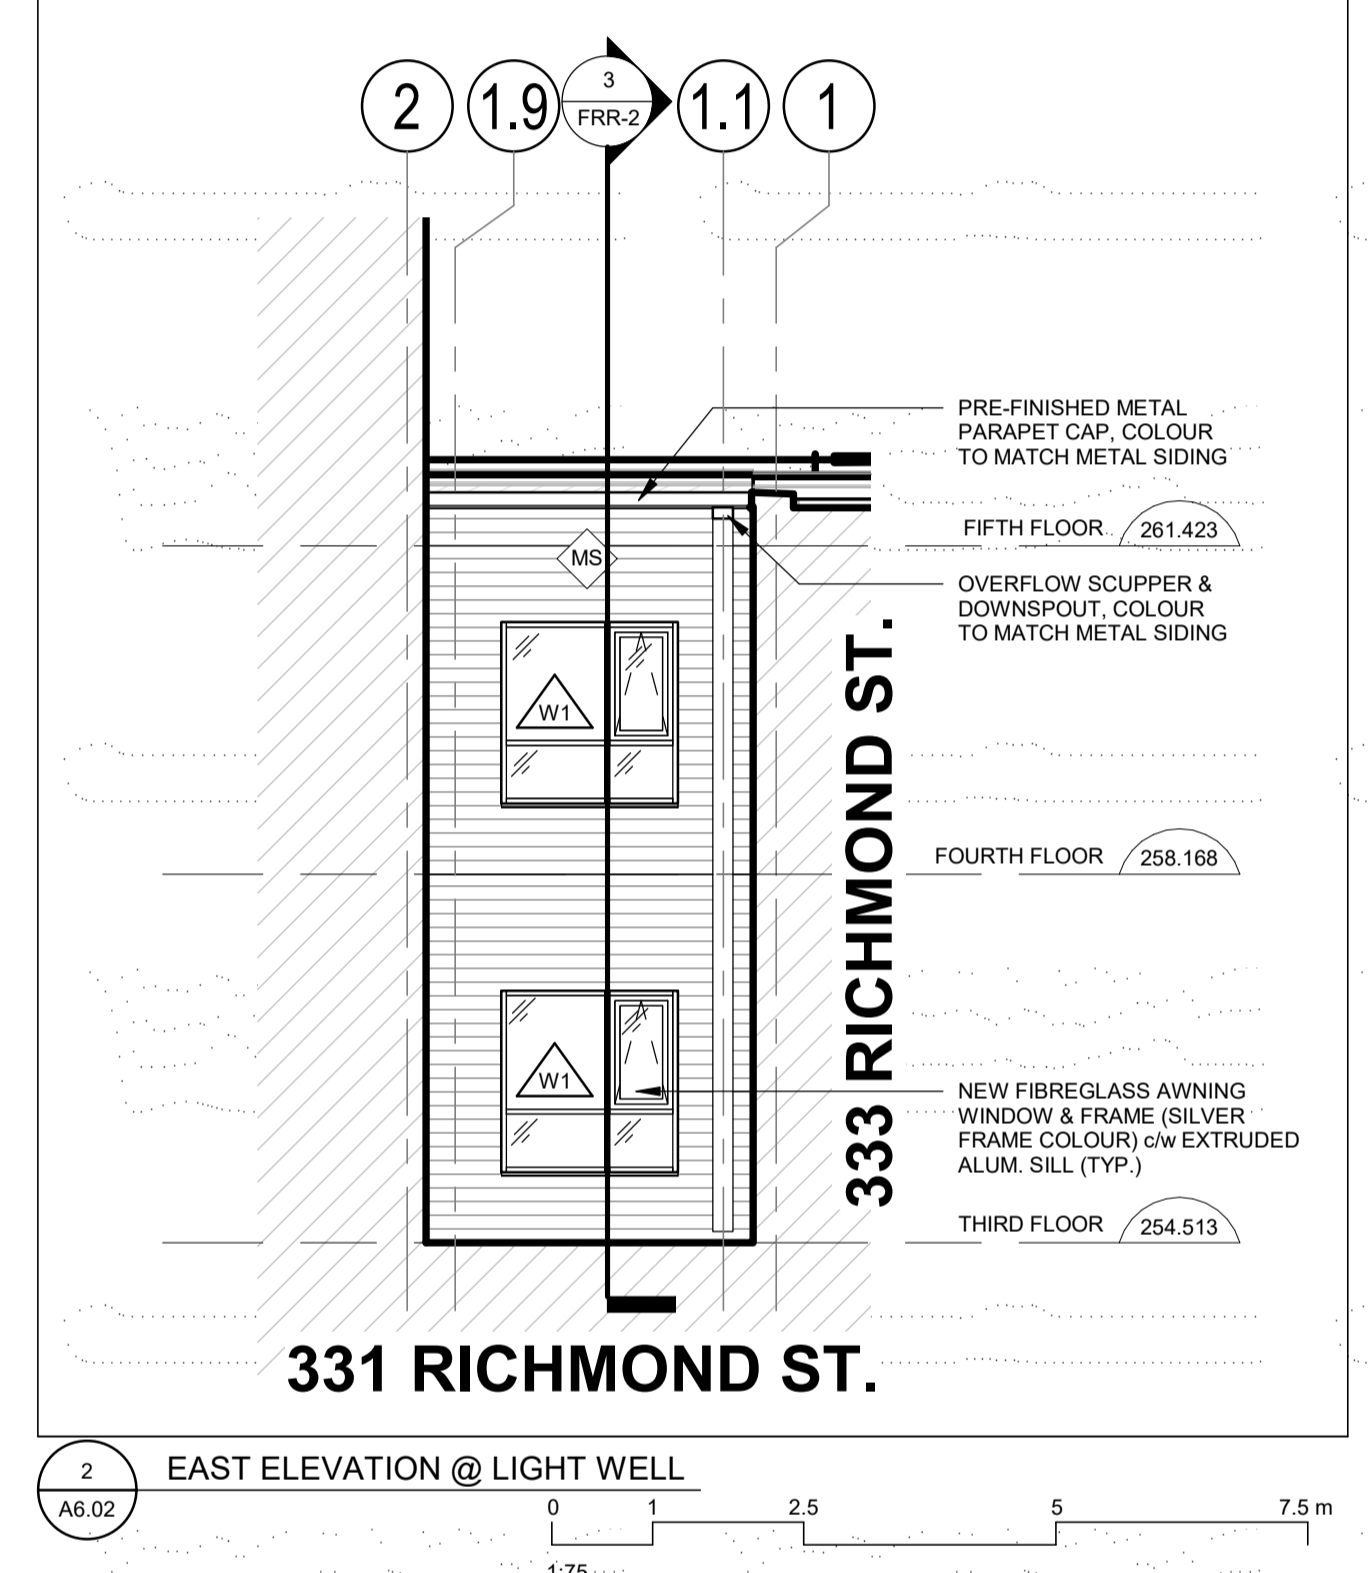 2
1.9
3
FRR-2
1.1
1
PRE-FINISHED METAL
PARAPET CAP, COLOUR
TO MATCH METAL SIDING
FIFTH FLOOR 261.423
MS
OVERFLOW SCUPPER &
DOWNSPOUT, COLOUR
TO MATCH METAL SIDING
W1
333 RICHMOND ST.
FOURTH FLOOR 258.168
W1
NEW FIBREGLASS AWNING
WINDOW & FRAME (SILVER
FRAME COLOUR) c/w EXTRUDED
ALUM. SILL (TYP.)
THIRD FLOOR 254.513
331 RICHMOND ST.
2
A6.02
EAST ELEVATION @ LIGHT WELL
0 1 2.5 5 7.5 m
1:75